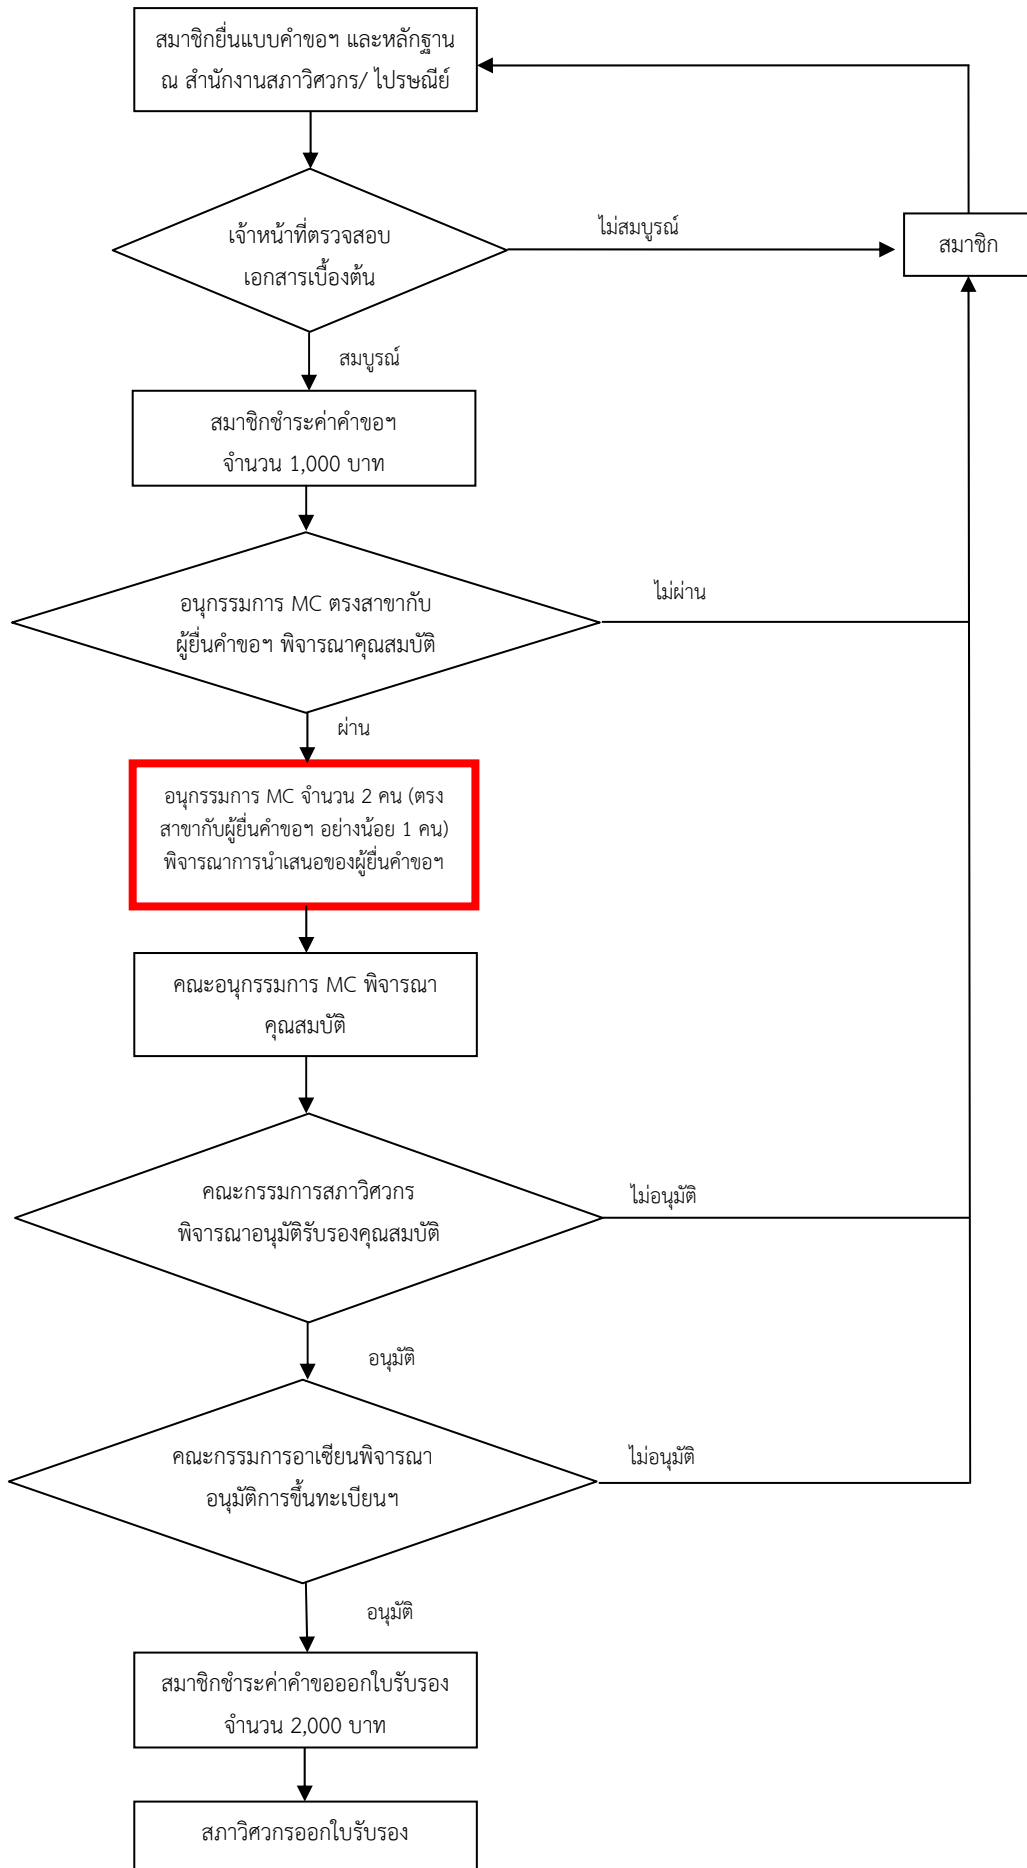 สมาชิกยื่นแบบคำขอฯ และหลักฐาน
ณ สำนักงานสภาวิศวกร/ ไปรษณีย์
เจ้าหน้าที่ตรวจสอบ
เอกสารเบื้องต้น
ไม่สมบูรณ์
สมาชิก
สมบูรณ์
สมาชิกชำระค่าคำขอฯ
จำนวน 1,000 บาท
อนุกรรมการ MC ตรงสาขากับ
ผู้ยื่นคำขอฯ พิจารณาคุณสมบัติ
ไม่ผ่าน
ผ่าน
อนุกรรมการ MC จำนวน 2 คน (ตรง
สาขากับผู้ยื่นคำขอฯ อย่างน้อย 1 คน)
พิจารณาการนำเสนอของผู้ยื่นคำขอฯ
คณะอนุกรรมการ MC พิจารณา
คุณสมบัติ
คณะกรรมการสภาวิศวกร
พิจารณาอนุมัติรับรองคุณสมบัติ
ไม่อนุมัติ
อนุมัติ
คณะกรรมการอาเซียนพิจารณา
อนุมัติการขึ้นทะเบียนฯ
ไม่อนุมัติ
อนุมัติ
สมาชิกชำระค่าคำขอออกใบรับรอง
จำนวน 2,000 บาท
สภาวิศวกรออกใบรับรอง